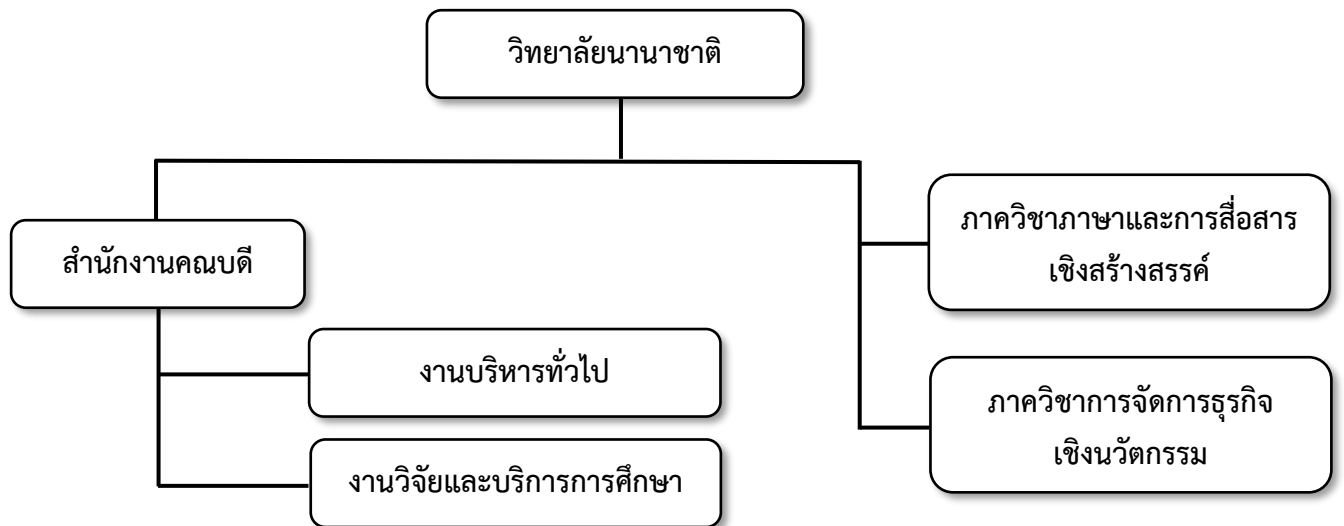 วิทยาลัยนานาชาติ
สำนักงานคณบดี
งานบริหารทั่วไป
งานวิจัยและบริการการศึกษา
ภาควิชาภาษาและการสื่อสาร
เชิงสร้างสรรค์
ภาควิชาการจัดการธุรกิจ
เชิงนวัตกรรม